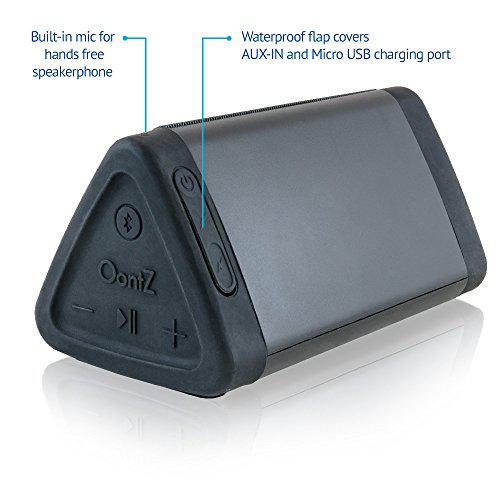 Built-in mic for
hands free
speakerphone
Waterproof flap covers
AUX-IN and Micro USB charging port
OontZ